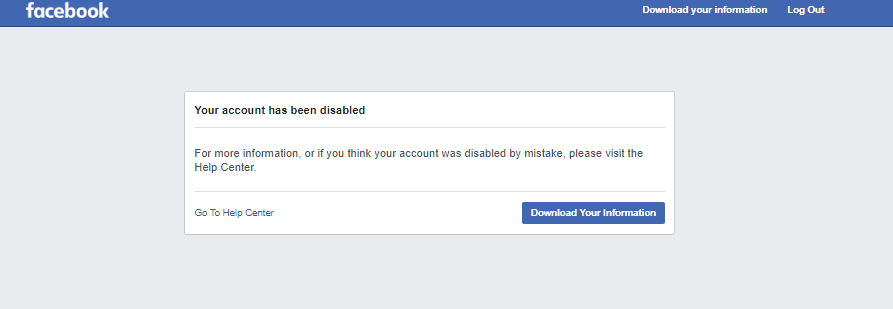 facebook
Download your information
Log Out
Your account has been disabled
For more information, or if you think your account was disabled by mistake, please visit the
Help Center.
Go To Help Center
Download Your Information